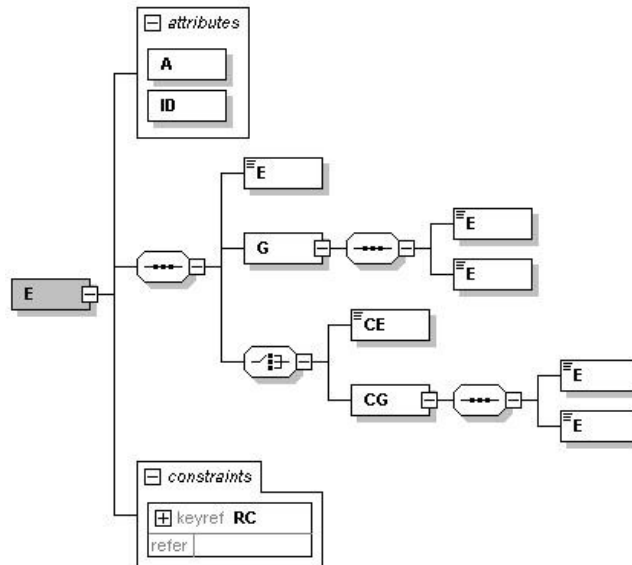 attributes
A
ID
E
G
E
E
E
CE
CG
E
E
constraints
keyref RC
refer